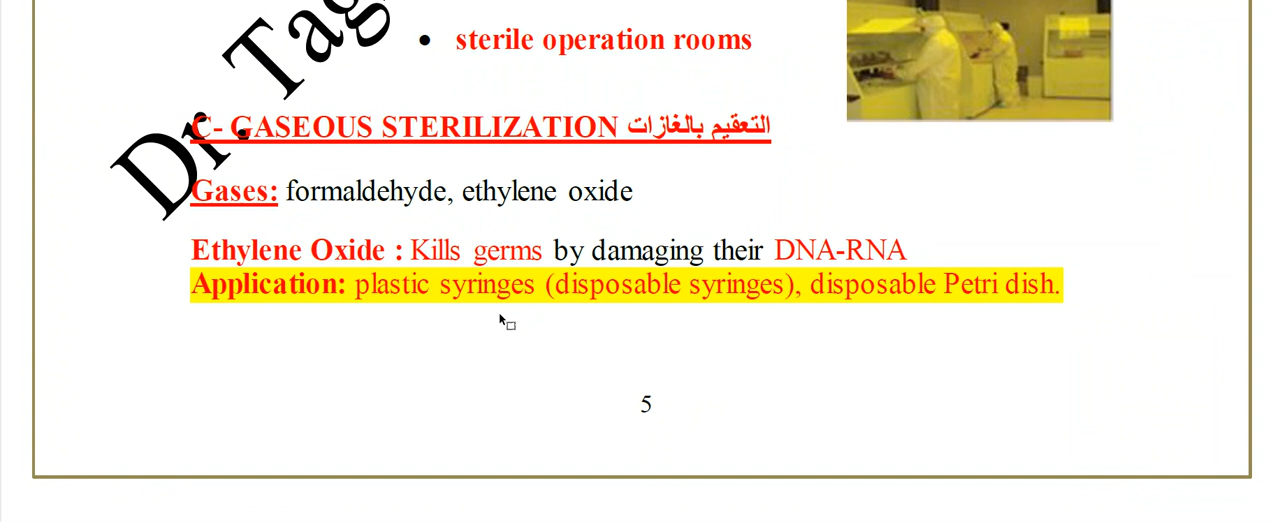 • sterile operation rooms
C- GASEOUS STERILIZATION التعقيم بالغازات
Gases: formaldehyde, ethylene oxide
Ethylene Oxide : Kills germs by damaging their DNA-RNA
Application: plastic syringes (disposable syringes), disposable Petri dish.
5
Dr. Tag